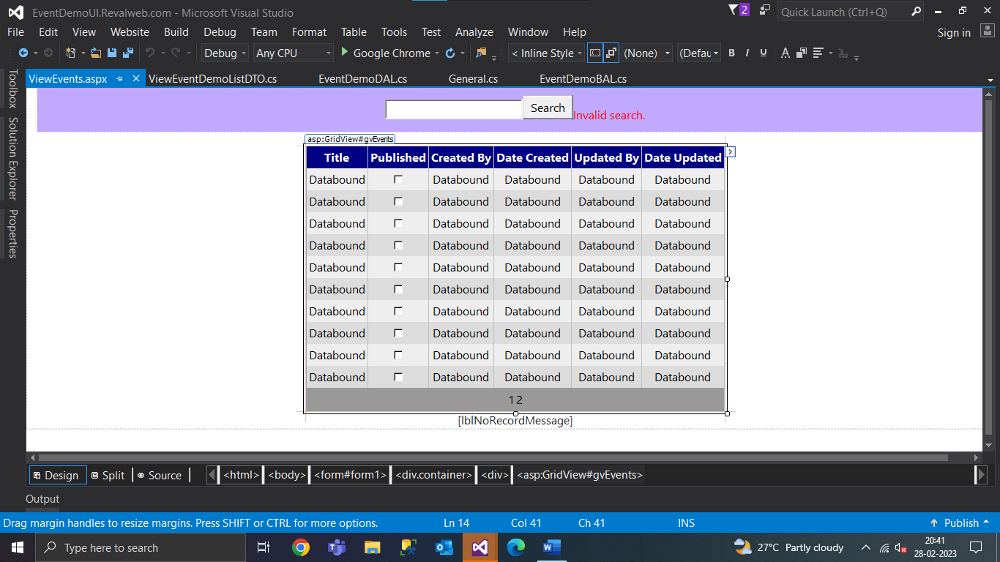 EventDemoUI.Revalweb.com - Microsoft Visual Studio
2
Quick Launch (Ctrl+Q)
File Edit View Website Build Debug Team Format Table Tools Test Analyze Window Help
Sign in
Debug Any CPU Google Chrome < Inline Style (None) (Defau B I U A
ViewEvents.aspx ViewEventDemoListDTO.cs EventDemoDAL.cs General.cs EventDemoBAL.cs
Toolbox
Solution Explorer
Properties
Search Invalid search.
asp:GridView#gvEvents
Title Published Created By Date Created Updated By Date Updated
Databound Databound Databound Databound Databound
Databound Databound Databound Databound Databound
Databound Databound Databound Databound Databound
Databound Databound Databound Databound Databound
Databound Databound Databound Databound Databound
Databound Databound Databound Databound Databound
Databound Databound Databound Databound Databound
Databound Databound Databound Databound Databound
Databound Databound Databound Databound Databound
Databound Databound Databound Databound Databound
1 2
[lblNoRecordMessage]
Design Split Source <html> <body> <form#form1> <div.container> <div> <asp:GridView#gvEvents>
Output
Drag margin handles to resize margins. Press SHIFT or CTRL for more options. Ln 14 Col 41 Ch 41 INS Publish
Type here to search
27°C Partly cloudy
20:41
28-02-2023